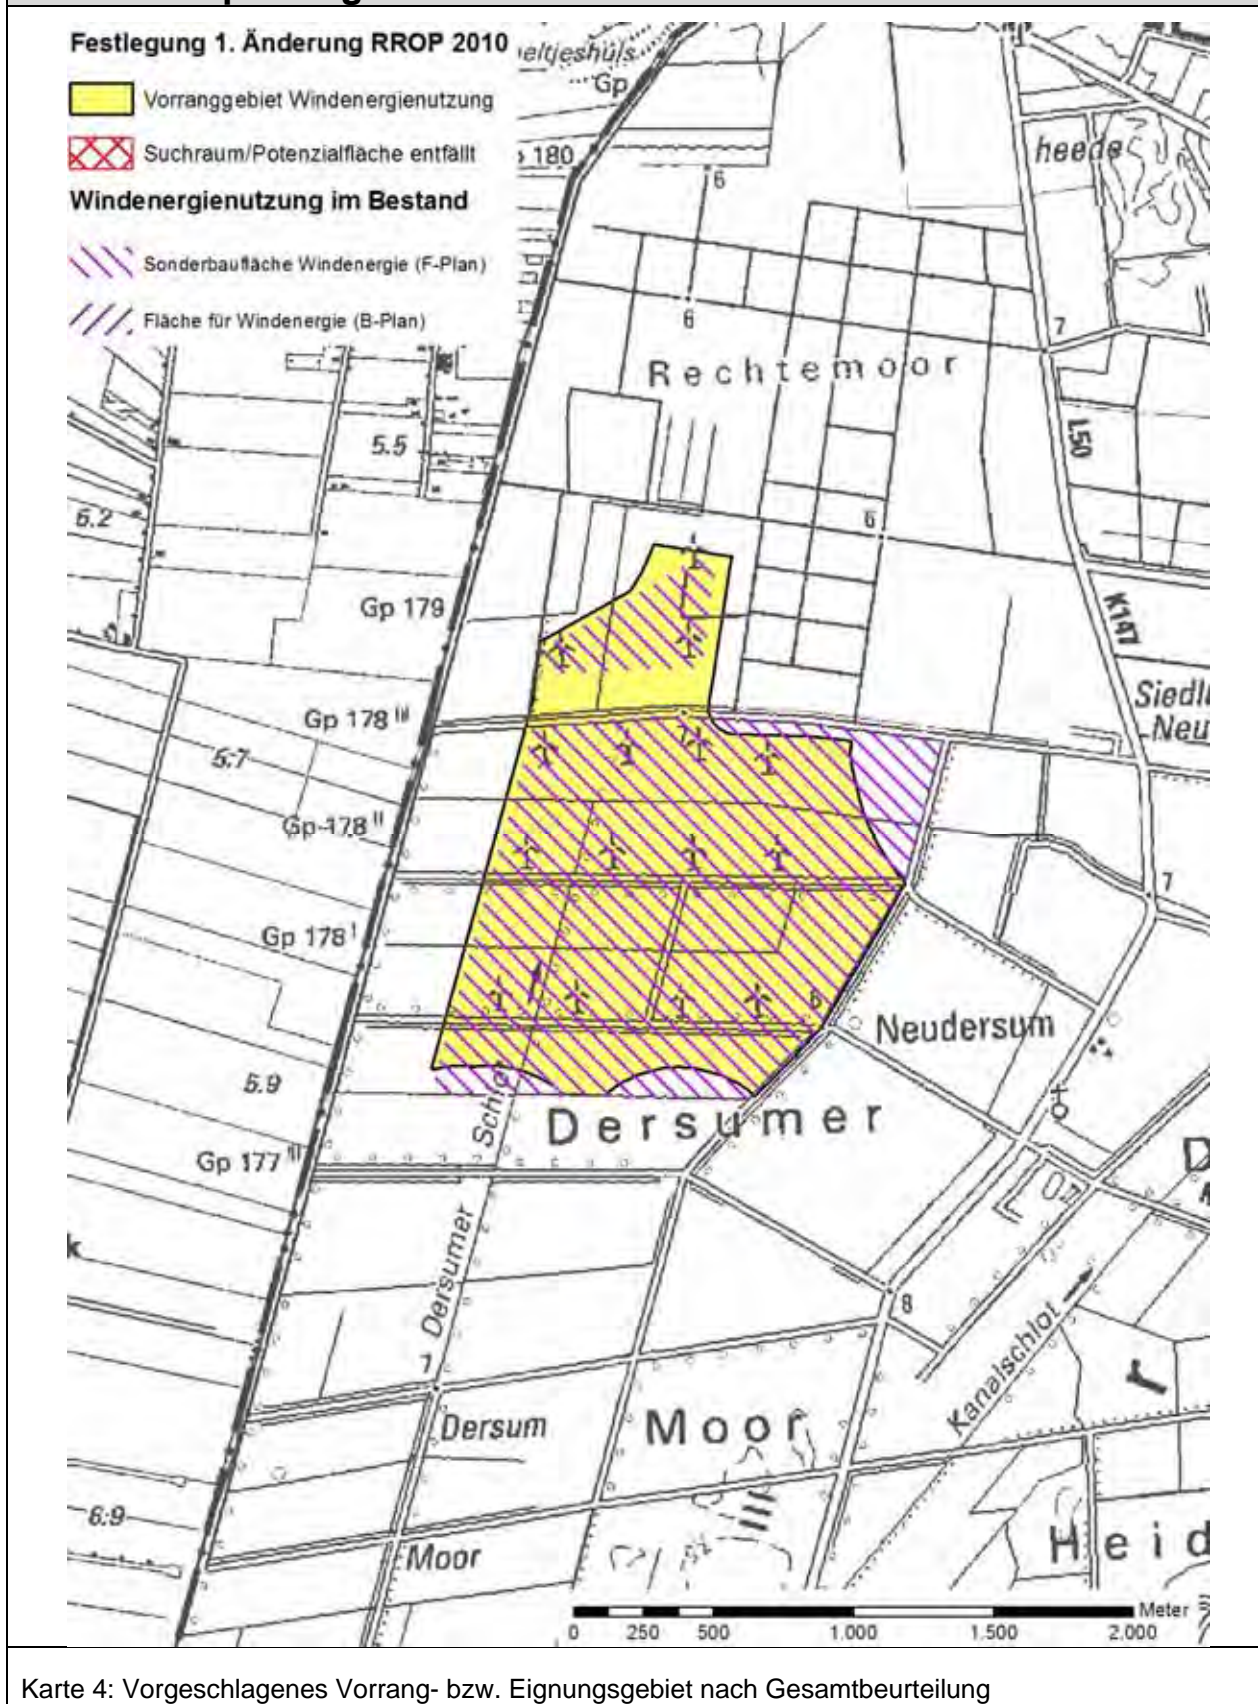 Festlegung 1. Änderung RROP 2010
Vorranggebiet Windenergienutzung
Suchraum/Potenzialfläche entfällt
Windenergienutzung im Bestand
Sonderbaufläche Windenergie (F-Plan)
Fläche für Windenergie (B-Plan)
Gp
180
6
heede
6
7
Rechtemoor
L50
5.5
6
Gp 179
K147
Gp 178 III
Neu
5.7
Gp 178 II
7
Gp 178 I
Neudersum
5.9
Dersumer
Gp 177 III
Dersumer
8
Kanalschlot
7
Dersum
Moor
6.9
Moor
Heid
Meter
0 250 500 1.000 1.500 2.000
Karte 4: Vorgeschlagenes Vorrang- bzw. Eignungsgebiet nach Gesamtbeurteilung